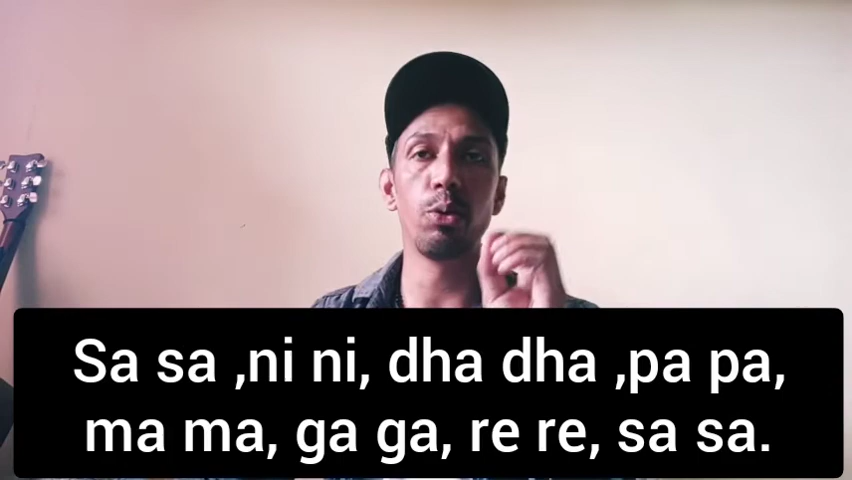 Sa sa ,ni ni, dha dha ,pa pa,
ma ma, ga ga, re re, sa sa.